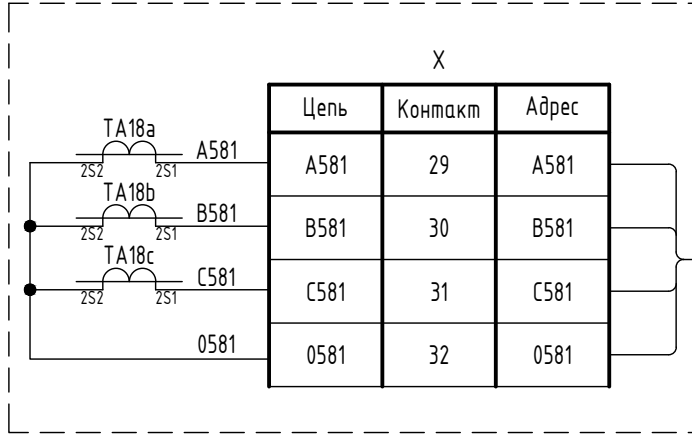 X
Цепь Контакт Адрес
TA18a
A581
2S2 2S1
A581 29 A581
TA18b
B581
2S2 2S1
B581 30 B581
TA18c
C581
2S2 2S1
C581 31 C581
0581
0581 32 0581